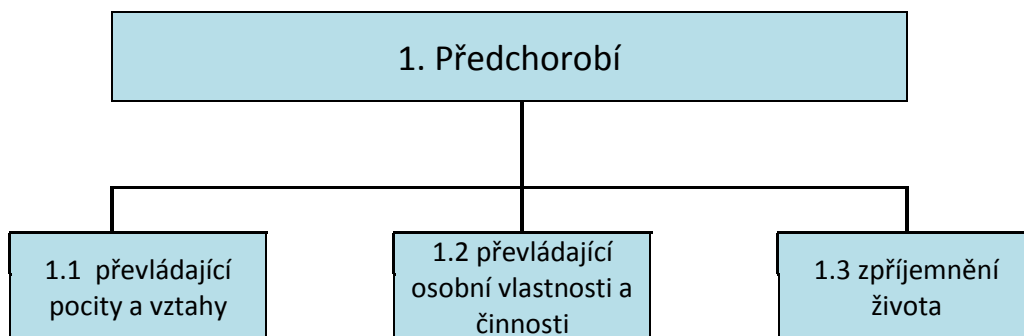 1. Předchorobí
1.1 převládající
pocity a vztahy
1.2 převládající
osobní vlastnosti a
činnosti
1.3 zpříjemnění
života